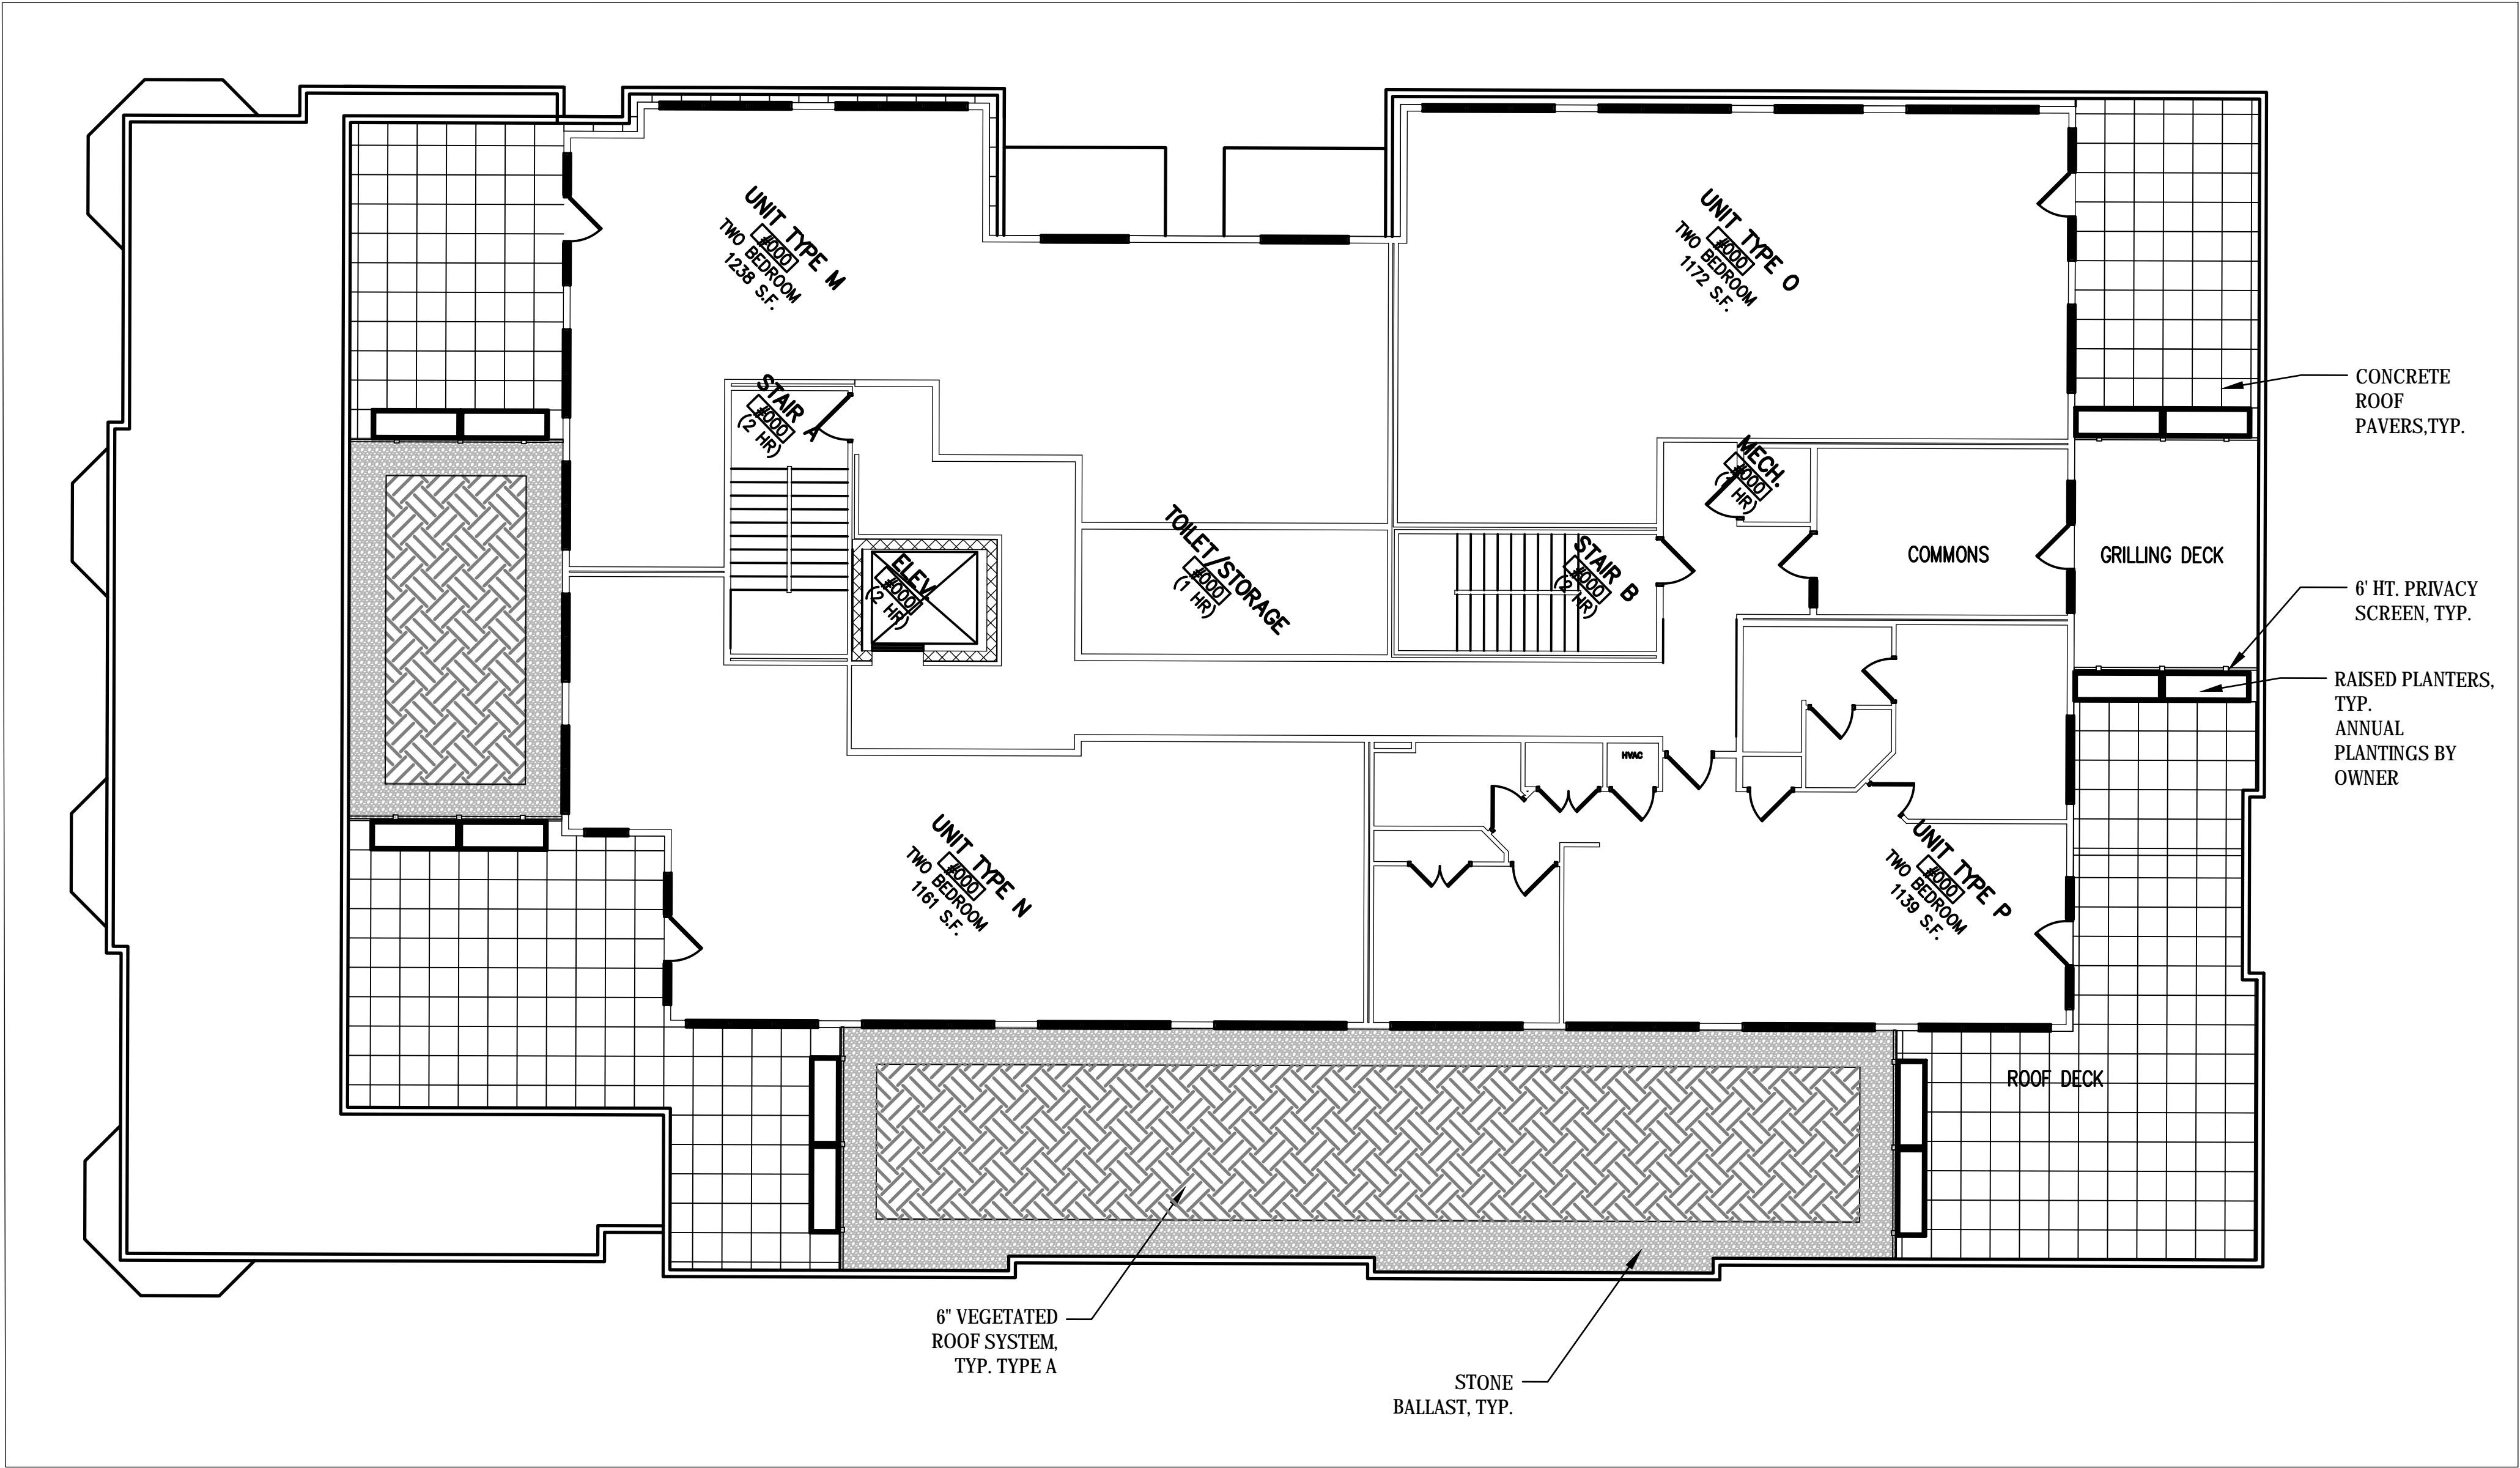 UNIT TYPE M
#000
TWO BEDROOM
1238 S.F.
UNIT TYPE O
#000
TWO BEDROOM
1172 S.F.
STAIR A
#000
(2 HR)
MECH.
#000
(1 HR)
ELEV.
#000
(2 HR)
TOILET/STORAGE
#000
(1 HR)
STAIR B
#000
(2 HR)
COMMONS
GRILLING DECK
CONCRETE
ROOF
PAVERS,TYP.
6' HT. PRIVACY
SCREEN, TYP.
RAISED PLANTERS,
TYP.
ANNUAL
PLANTINGS BY
OWNER
HVAC
UNIT TYPE N
#000
TWO BEDROOM
1161 S.F.
UNIT TYPE P
#000
TWO BEDROOM
1139 S.F.
ROOF DECK
6" VEGETATED
ROOF SYSTEM,
TYP. TYPE A
STONE
BALLAST, TYP.